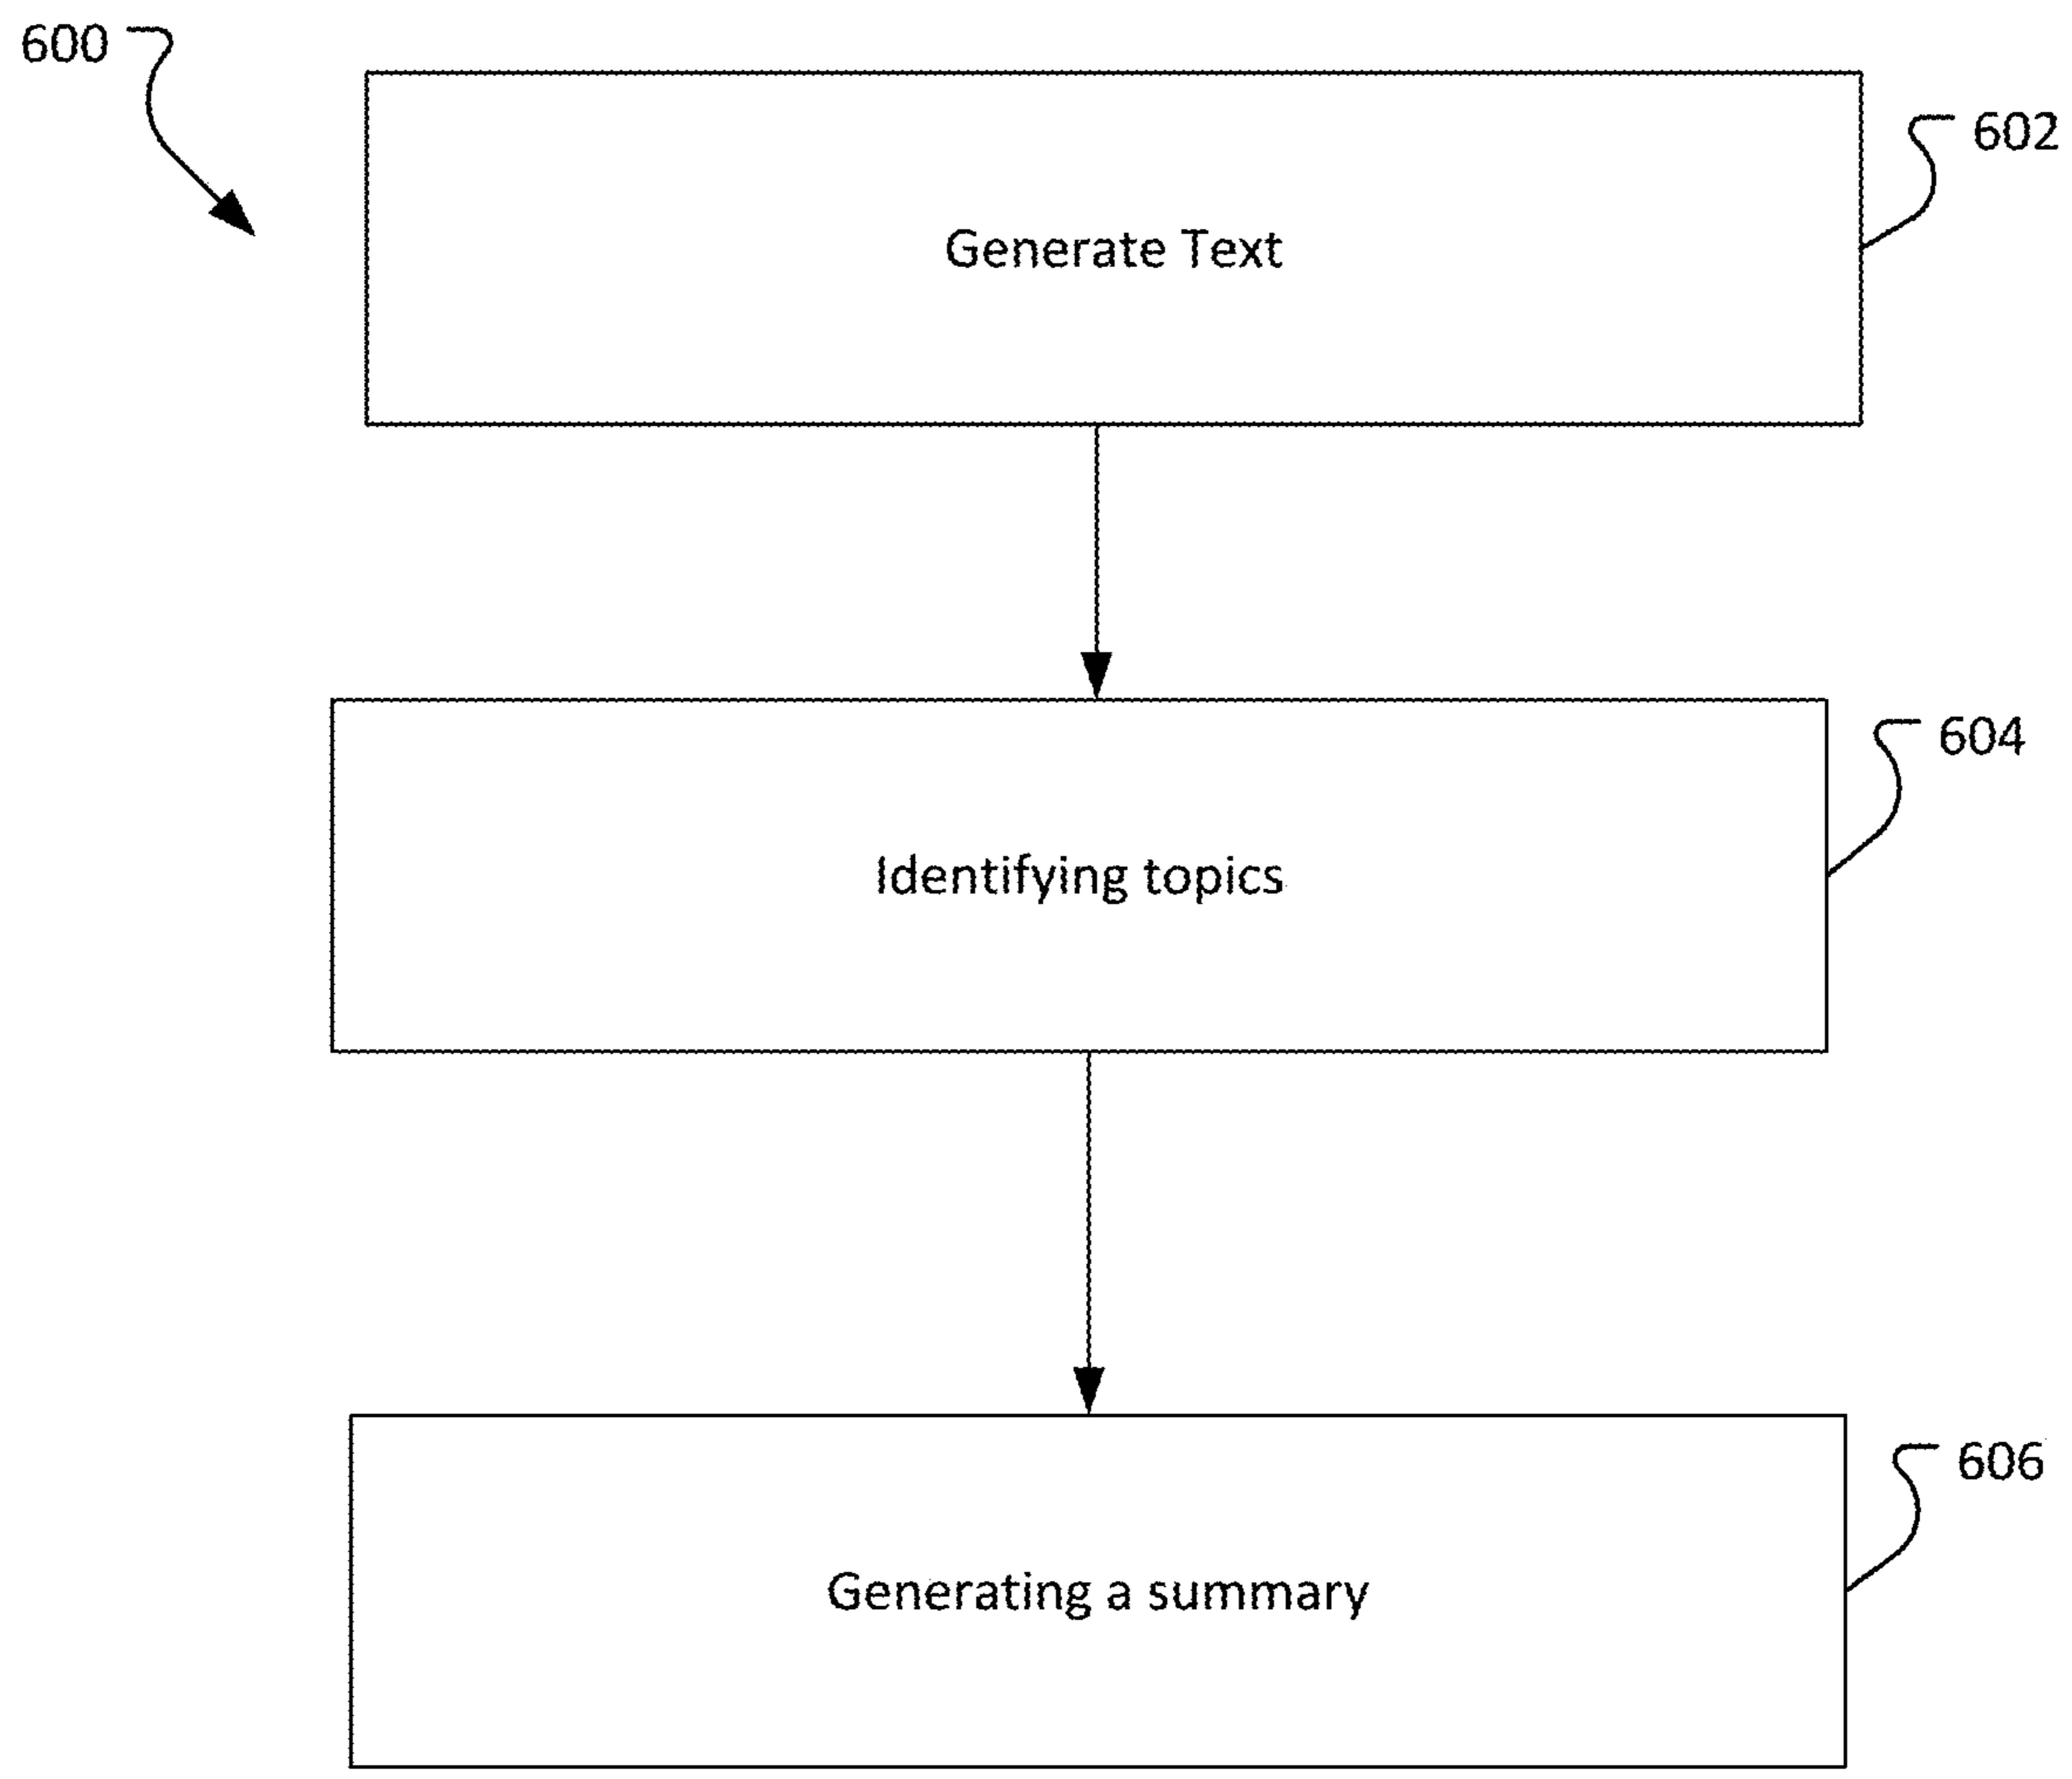 600
602
Generate Text
604
Identifying topics
606
Generating a summary